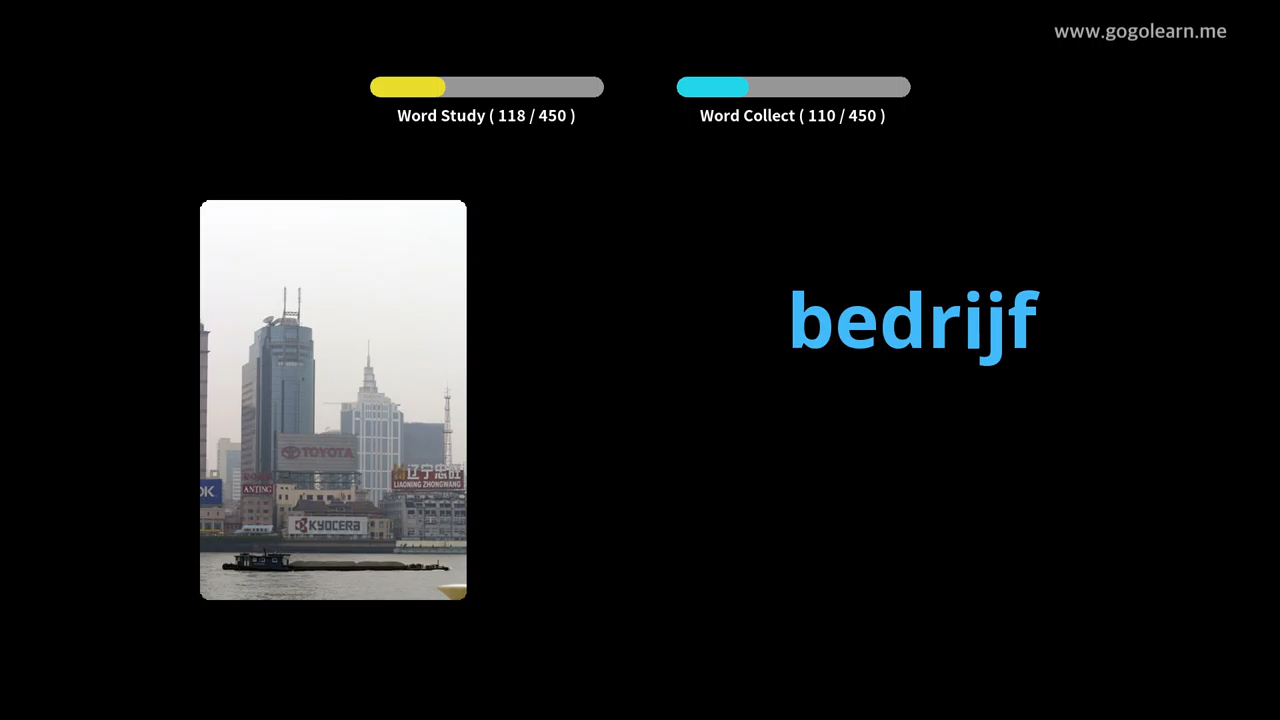 www.gogolearn.me
Word Study ( 118 / 450 )
Word Collect ( 110 / 450 )
bedrijf
TOYOTA
辽宁忠旺
LIAONING ZHONGWANG
OK
ANTING
KYOCERA